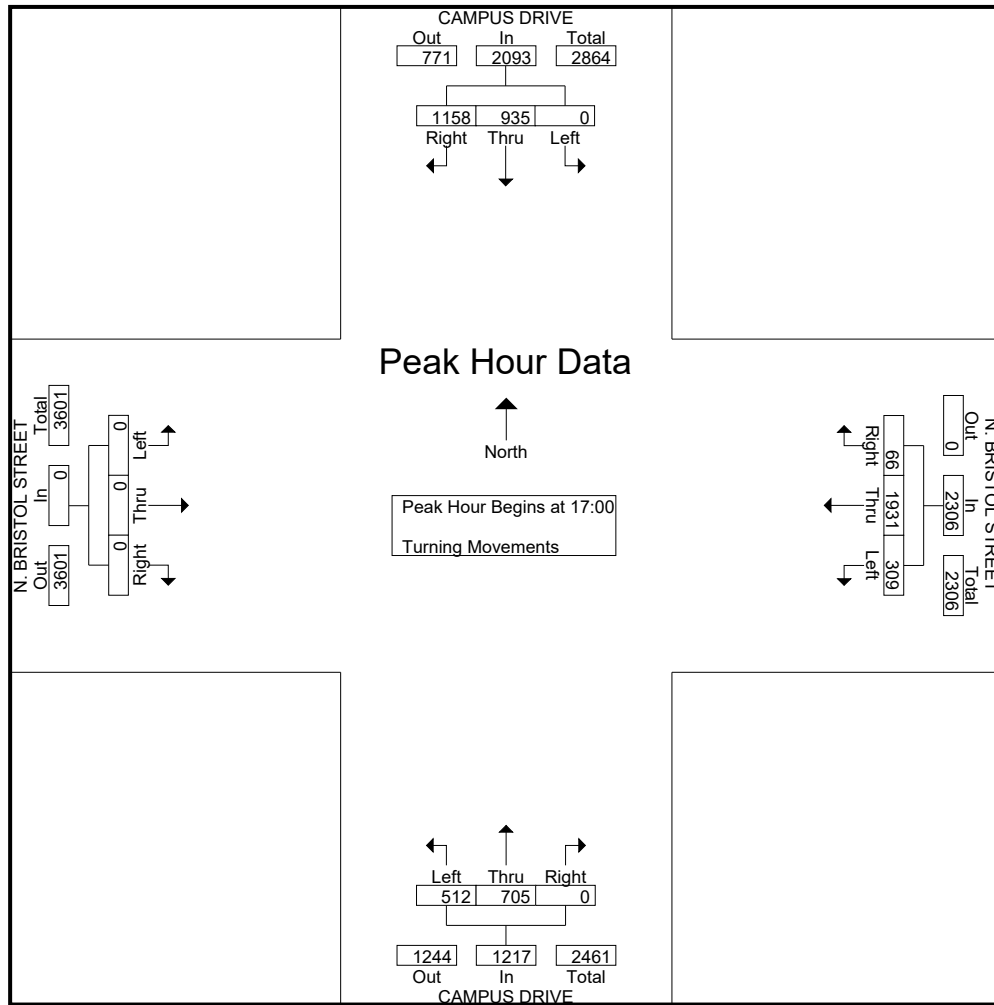 CAMPUS DRIVE
Out In Total
771 2093 2864
1158 935 0
Right Thru Left
Peak Hour Data
North
Peak Hour Begins at 17:00
Turning Movements
N. BRISTOL STREET
Out In Total
3601 0 3601
Left Thru Right
0 0 0
N. BRISTOL STREET
Out In Total
0 2306 2306
Right Thru Left
66 1931 309
Left Thru Right
512 705 0
1244 1217 2461
Out In Total
CAMPUS DRIVE